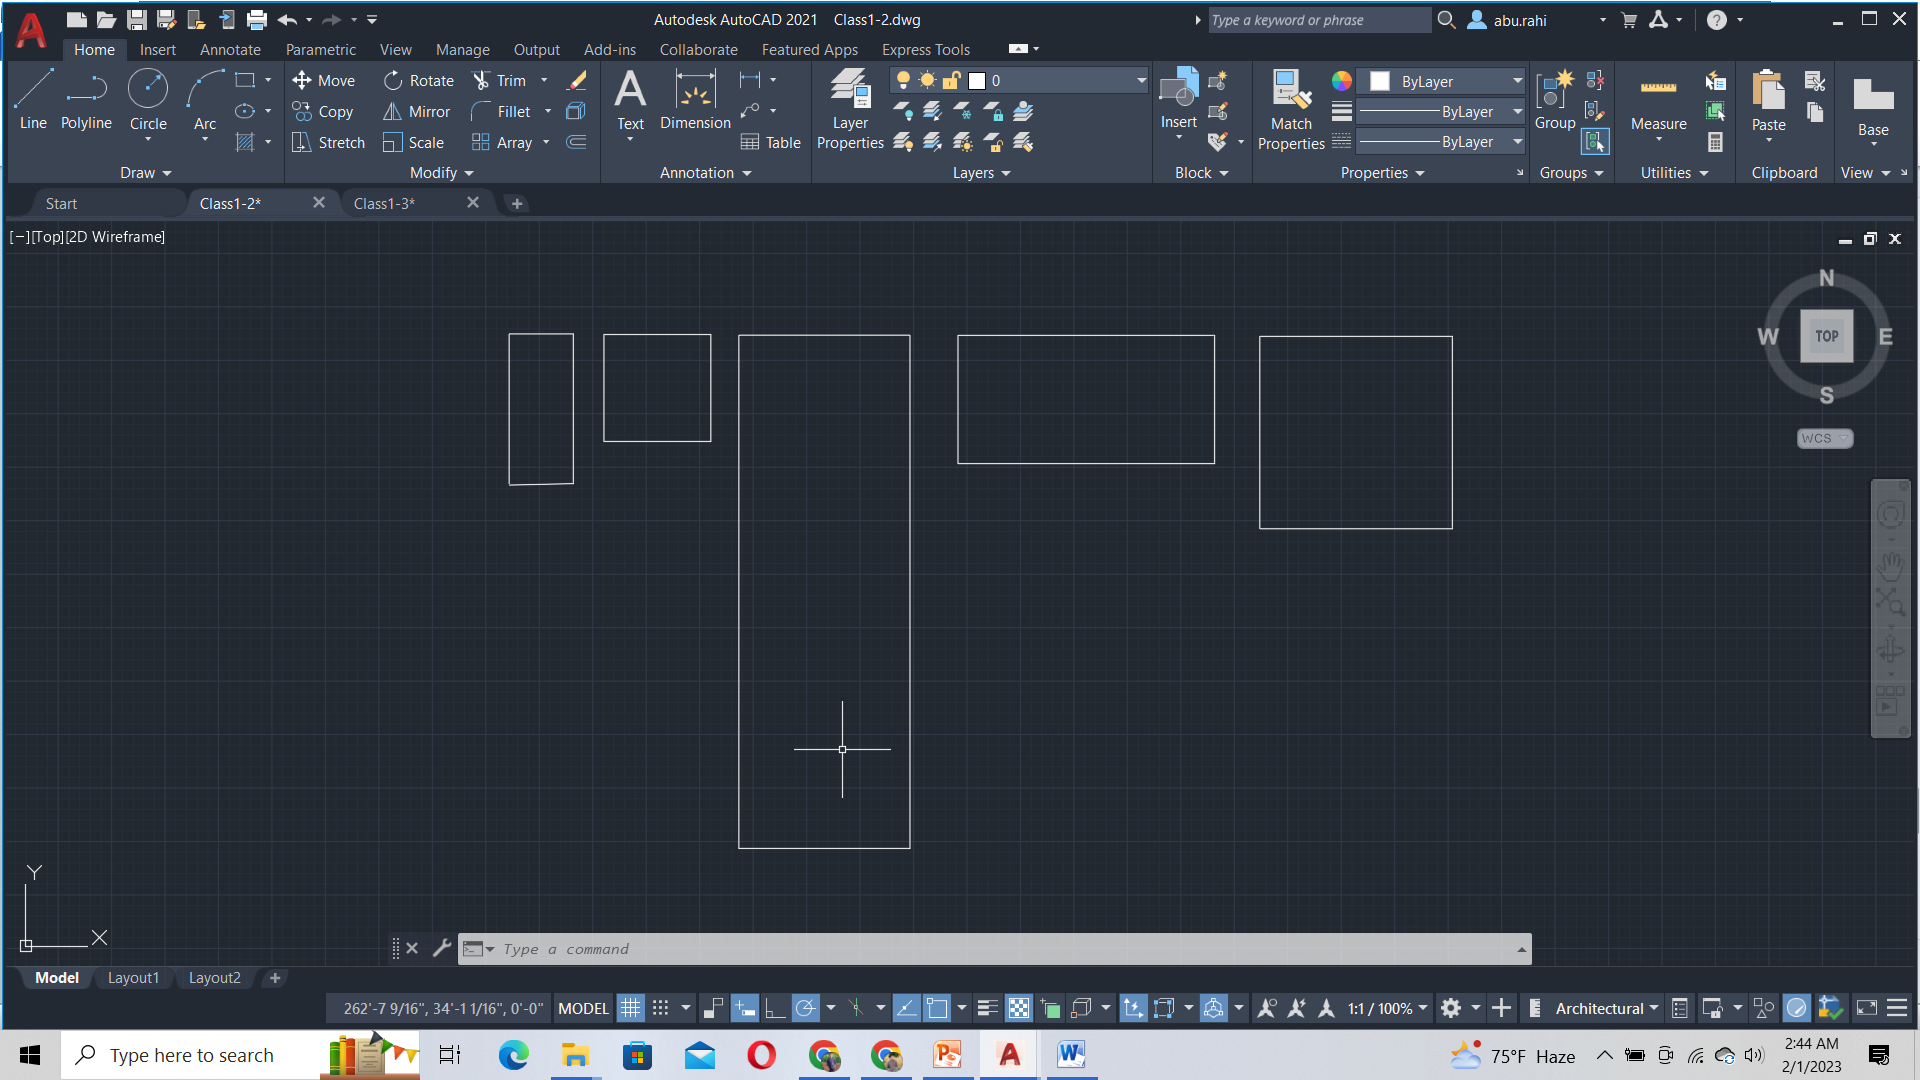 Autodesk AutoCAD 2021 Class1-2.dwg
Type a keyword or phrase
abu.rahi
Home Insert Annotate Parametric View Manage Output Add-ins Collaborate Featured Apps Express Tools
Line Polyline Circle Arc
Move Rotate Trim
Copy Mirror Fillet
Stretch Scale Array
Text Dimension Table
Layer Properties
0
Insert
Match Properties
ByLayer
ByLayer
ByLayer
Group Measure Paste Base
Draw Modify Annotation Layers Block Properties Groups Utilities Clipboard View
Start Class1-2* Class1-3*
[−][Top][2D Wireframe]
N
W TOP E
S
WCS
Y
X
Type a command
Model Layout1 Layout2
262'-7 9/16", 34'-1 1/16", 0'-0" MODEL 1:1 / 100% Architectural
Type here to search
75°F Haze
2:44 AM
2/1/2023